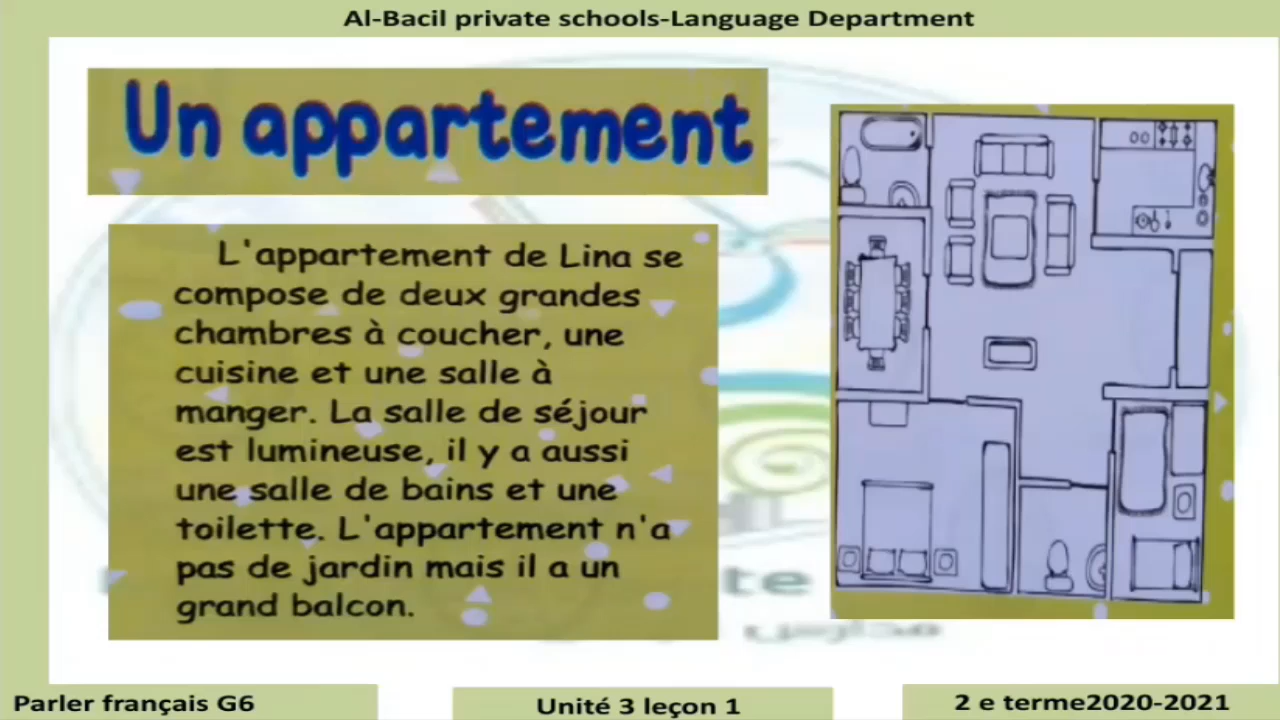 Al-Bacil private schools-Language Department
Un appartement
L'appartement de Lina se
compose de deux grandes
chambres à coucher, une
cuisine et une salle à
manger. La salle de séjour
est lumineuse, il y a aussi
une salle de bains et une
toilette. L'appartement n'a
pas de jardin mais il a un
grand balcon.
te
Parler français G6
Unité 3 leçon 1
2 e terme2020-2021